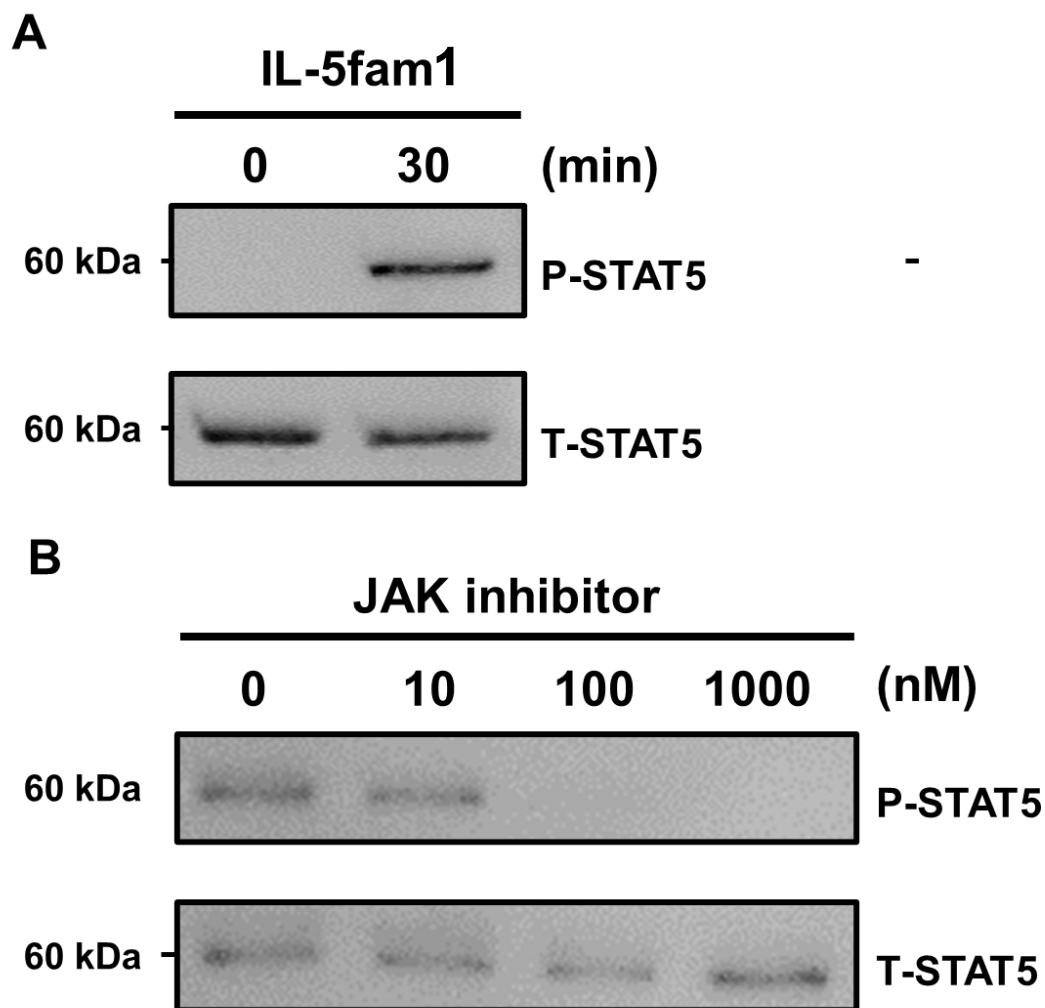 A
IL-5fam1
0 30 (min)
60 kDa - P-STAT5 -
60 kDa - T-STAT5
B
JAK inhibitor
0 10 100 1000 (nM)
60 kDa P-STAT5
60 kDa - T-STAT5